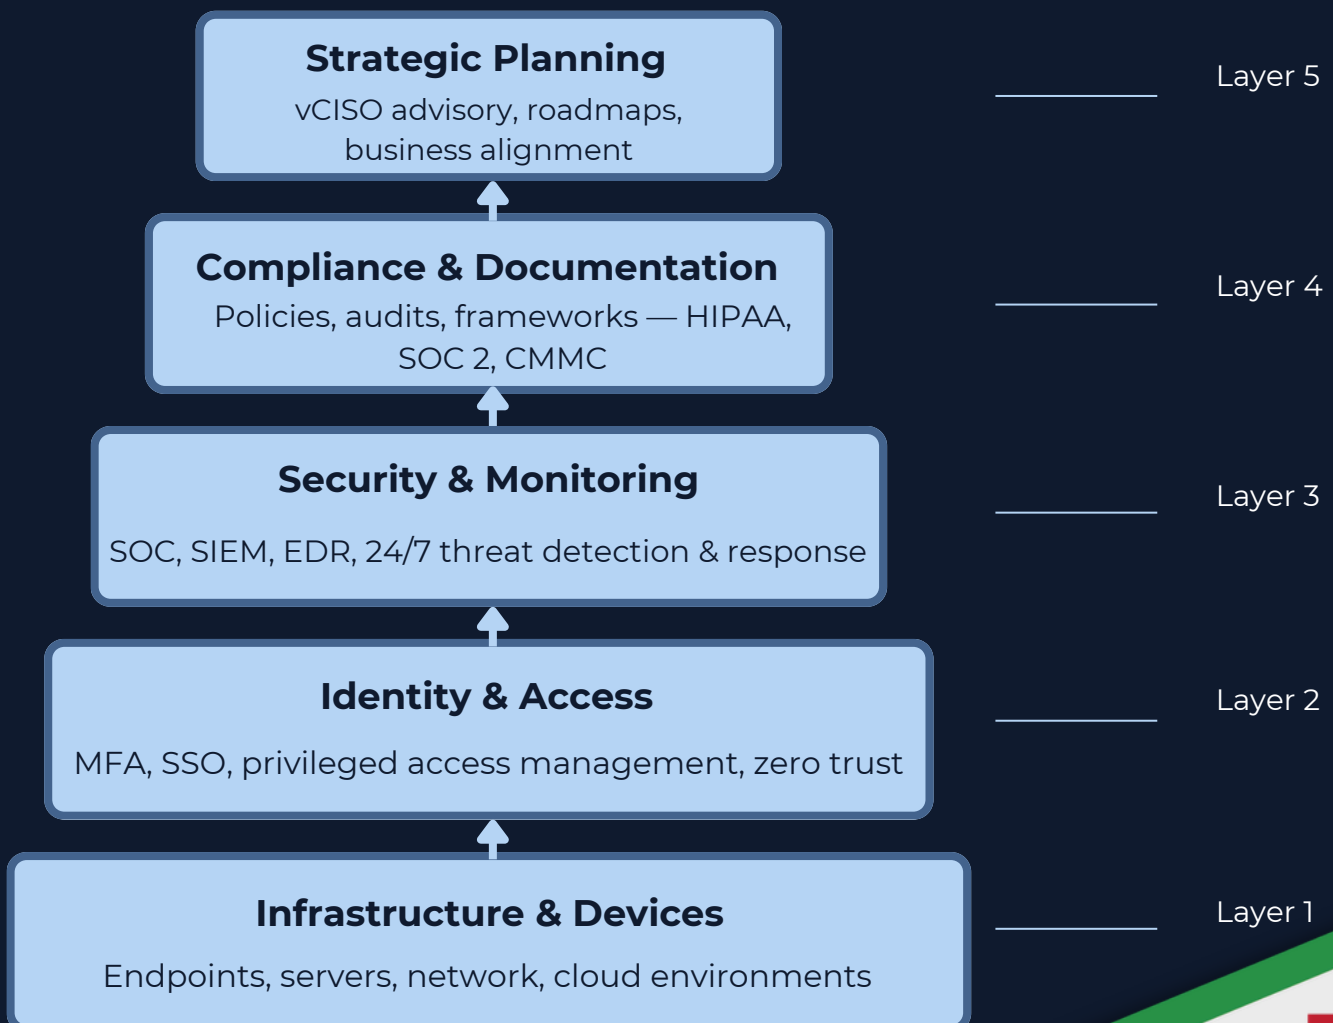 Strategic Planning
vCISO advisory, roadmaps,
business alignment
Layer 5
Compliance & Documentation
Policies, audits, frameworks — HIPAA,
SOC 2, CMMC
Layer 4
Security & Monitoring
SOC, SIEM, EDR, 24/7 threat detection & response
Layer 3
Identity & Access
MFA, SSO, privileged access management, zero trust
Layer 2
Infrastructure & Devices
Endpoints, servers, network, cloud environments
Layer 1